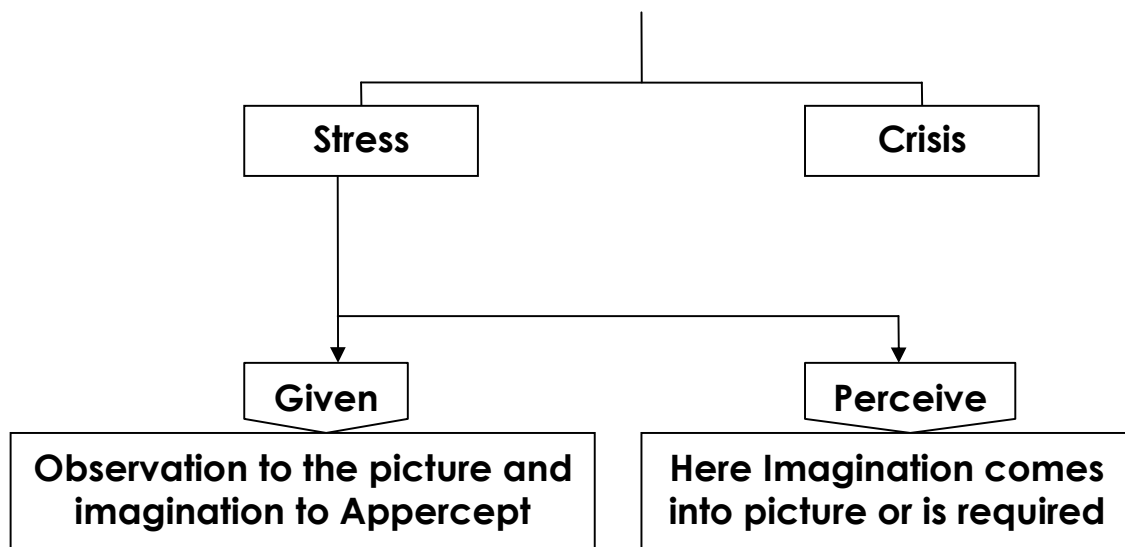 Stress
Crisis
Given
Perceive
Observation to the picture and
imagination to Appercept
Here Imagination comes
into picture or is required